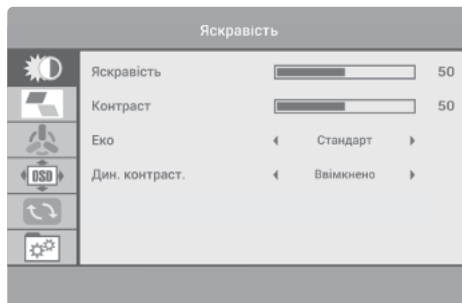 Яскравість
Яскравість 50
Контраст 50
Еко Стандарт
Дин. контраст. Ввімкнено
OSD